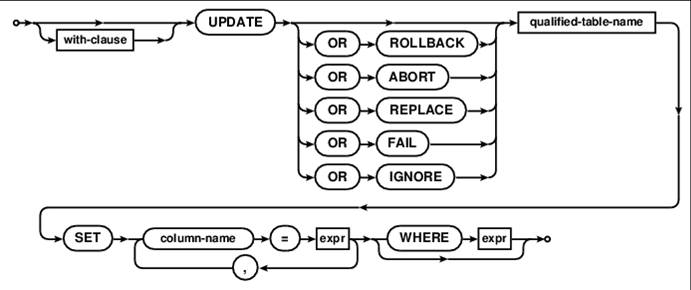 with-clause UPDATE qualified-table-name
OR ROLLBACK
OR ABORT
OR REPLACE
OR FAIL
OR IGNORE
SET column-name = expr WHERE expr
,